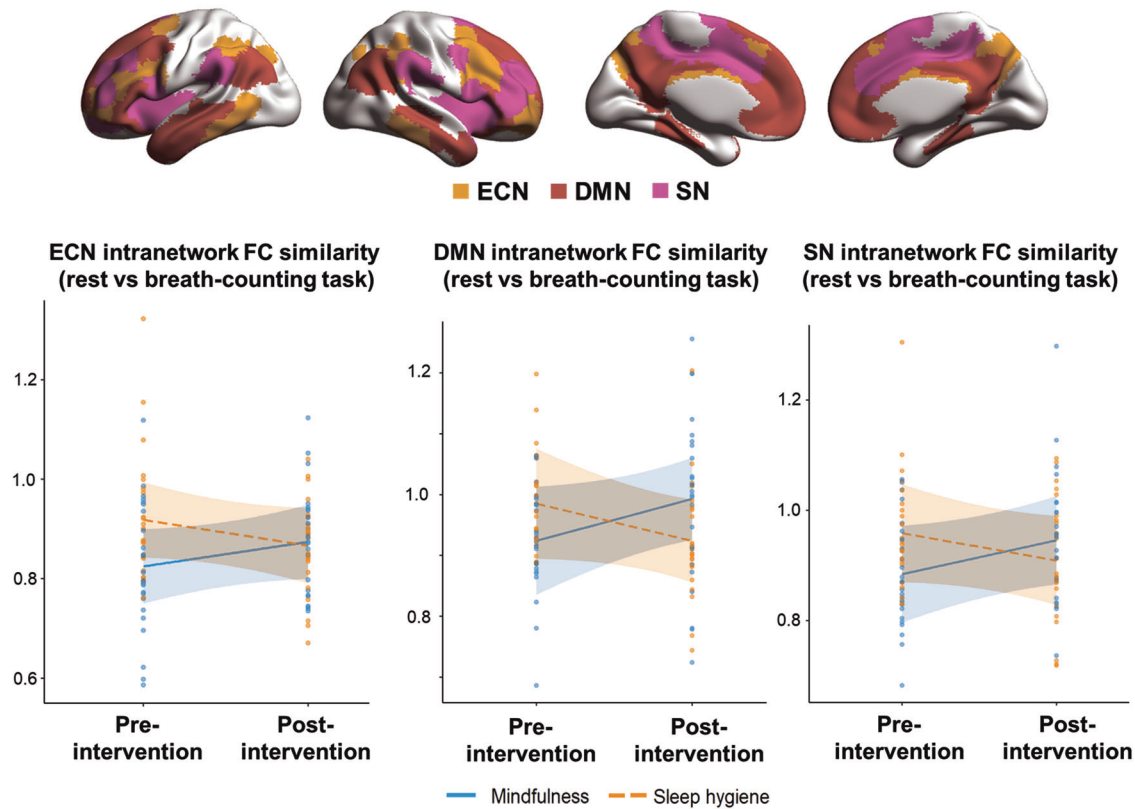 ECN DMN SN
ECN intranetwork FC similarity
(rest vs breath-counting task)
DMN intranetwork FC similarity
(rest vs breath-counting task)
SN intranetwork FC similarity
(rest vs breath-counting task)
1.2
1.0
0.8
0.6
1.2
1.0
0.8
1.2
1.0
0.8
Pre-
intervention
Post-
intervention
Pre-
intervention
Post-
intervention
Pre-
intervention
Post-
intervention
Mindfulness Sleep hygiene